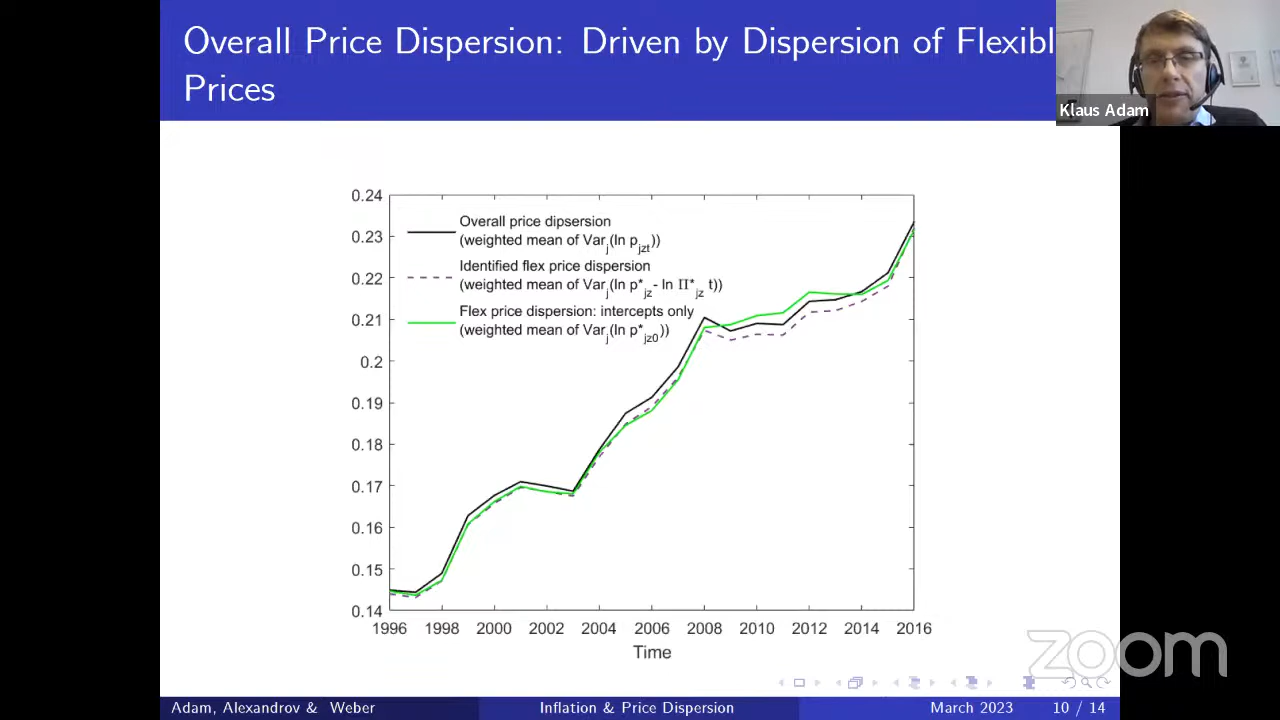 Overall Price Dispersion: Driven by Dispersion of Flexibl
Prices
Klaus Adam
0.24
0.23
0.22
0.21
0.2
0.19
0.18
0.17
0.16
0.15
0.14
Overall price dipsersion
(weighted mean of Var_j(ln p_jzt))
Identified flex price dispersion
(weighted mean of Var_j(ln p*_jz - ln Π*_jz t))
Flex price dispersion: intercepts only
(weighted mean of Var_j(ln p*_jz0))
1996 1998 2000 2002 2004 2006 2008 2010 2012 2014 2016
Time
zoom
Adam, Alexandrov & Weber Inflation & Price Dispersion March 2023 10 / 14